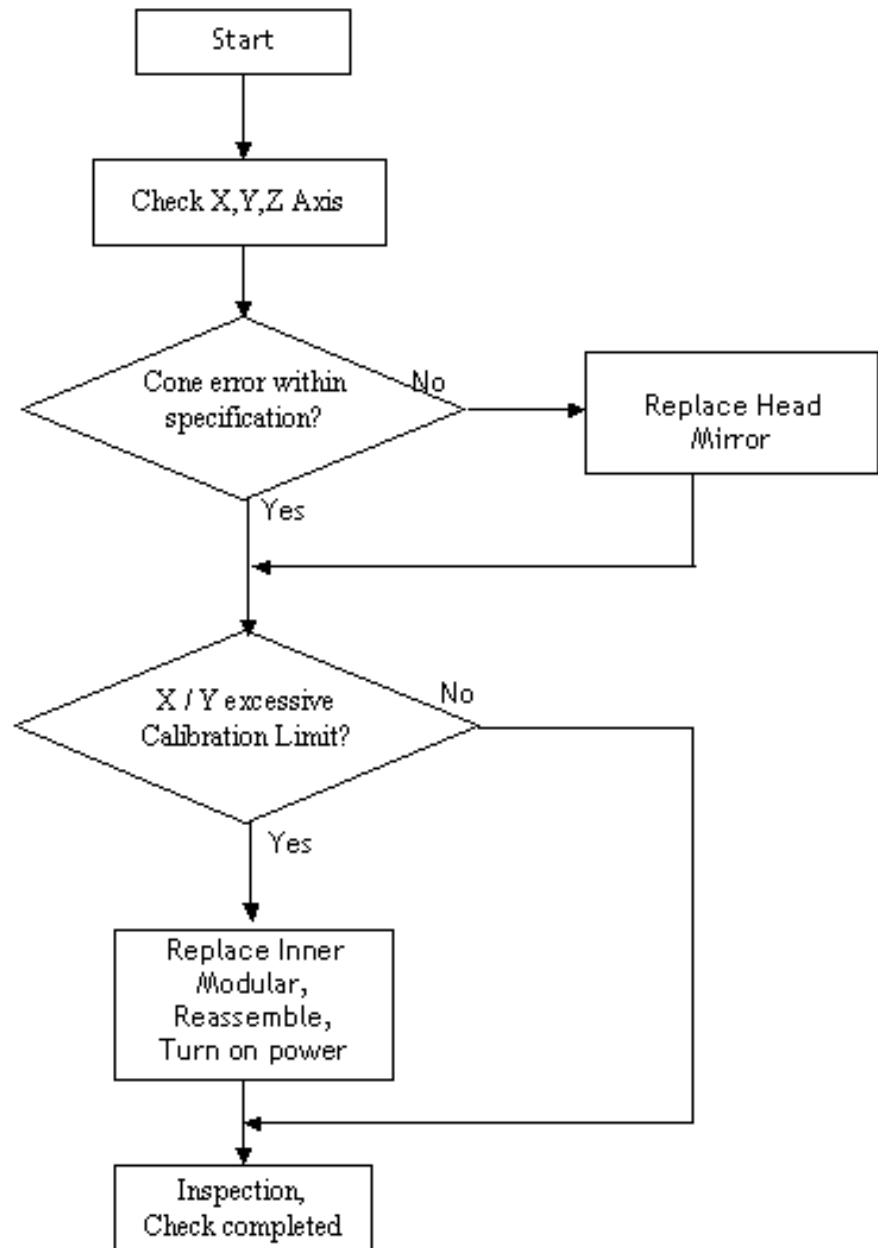 Start
Check X,Y,Z Axis
Cone error within
specification?
No
Replace Head
Mirror
Yes
X / Y excessive
Calibration Limit?
No
Yes
Replace Inner
Modular,
Reassemble,
Turn on power
Inspection,
Check completed